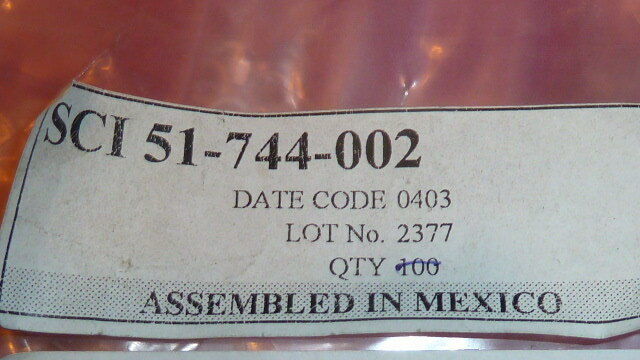 SCI 51-744-002
DATE CODE 0403
LOT No. 2377
QTY 100
ASSEMBLED IN MEXICO